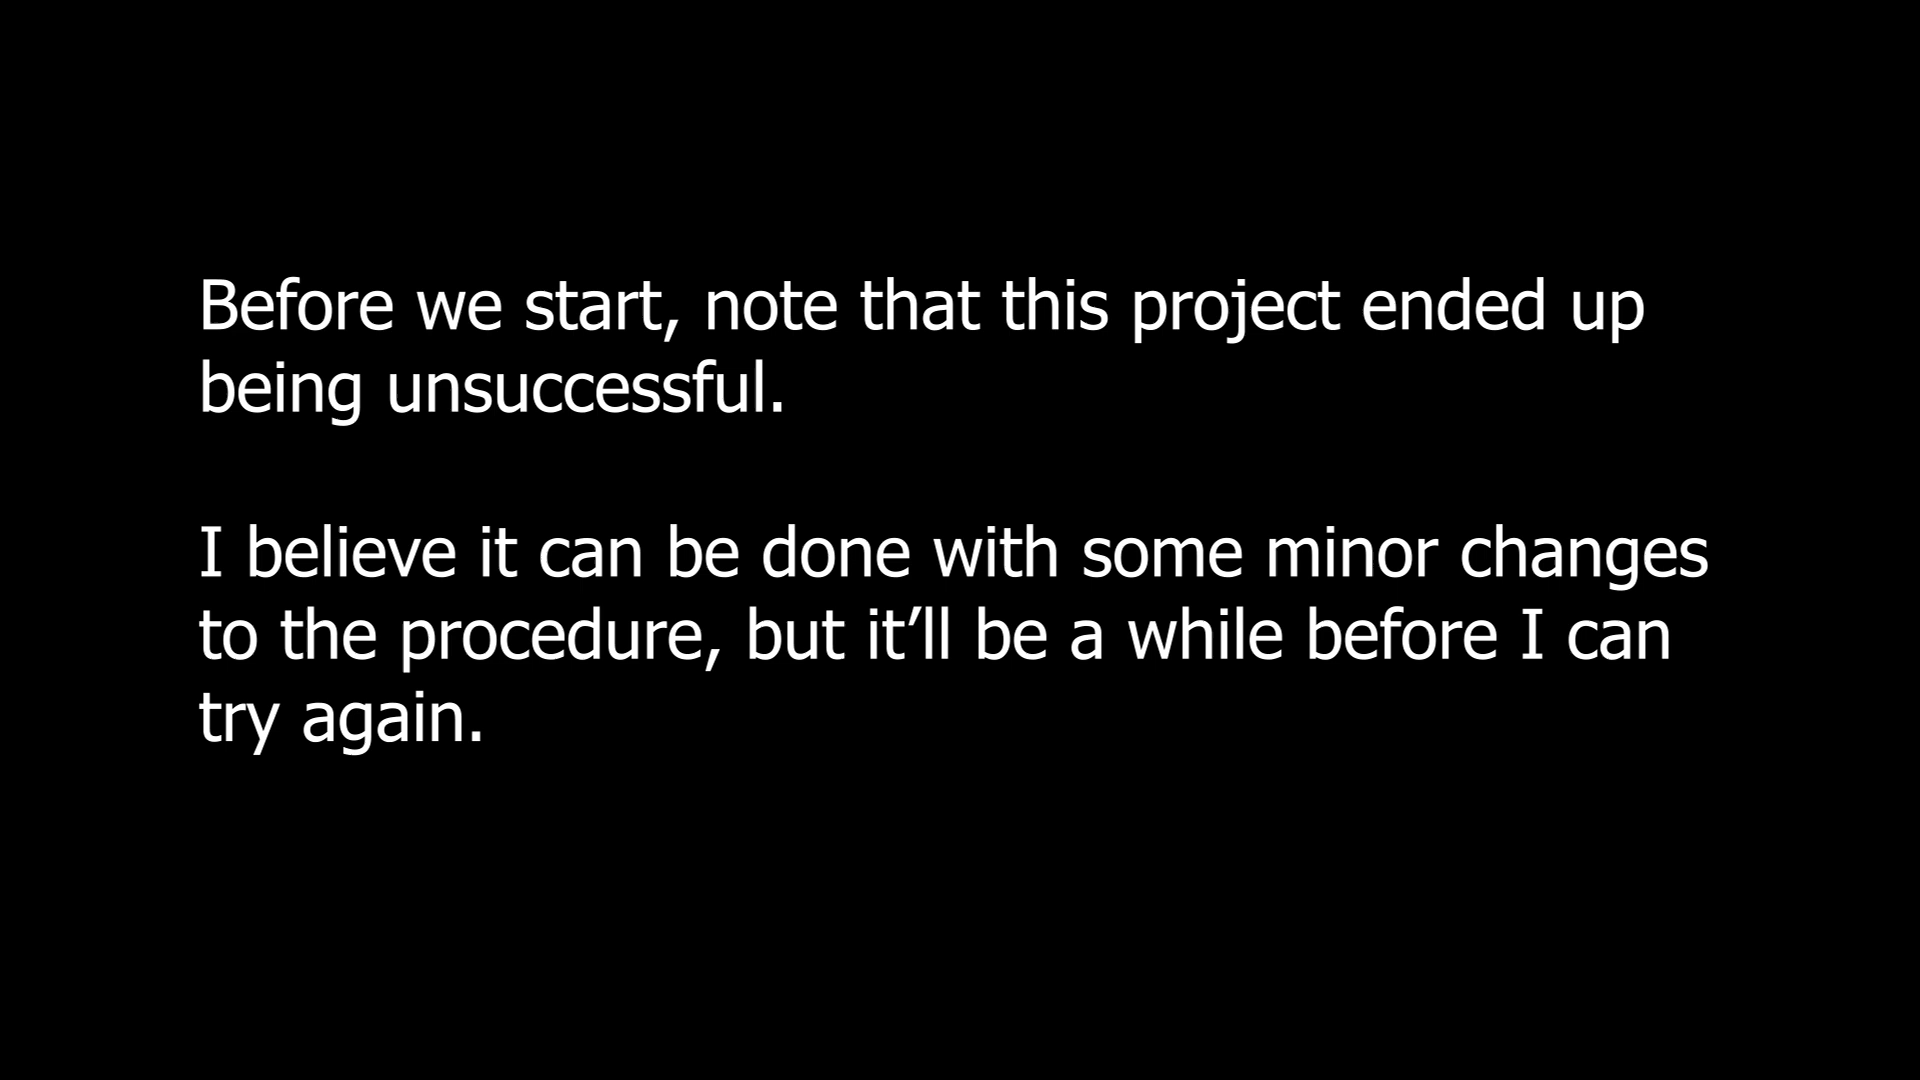 Before we start, note that this project ended up
being unsuccessful.
I believe it can be done with some minor changes
to the procedure, but it’ll be a while before I can
try again.